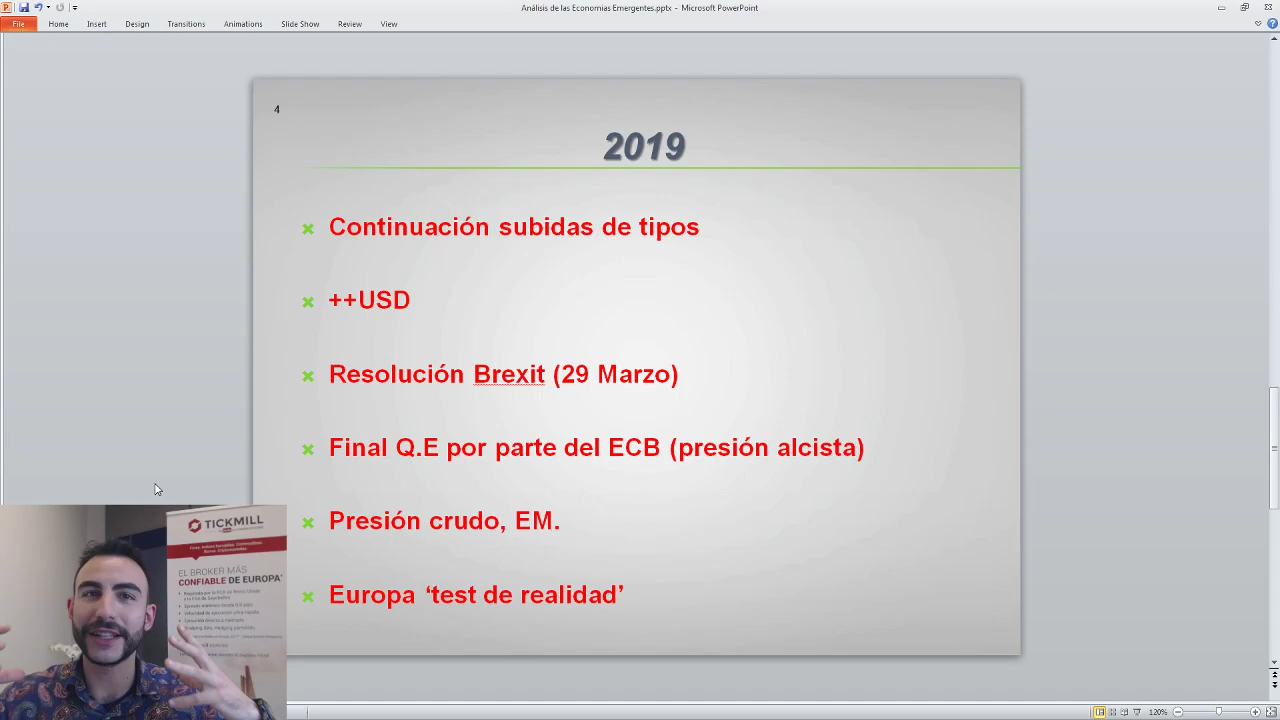 Análisis de las Economias Emergentes.pptx - Microsoft PowerPoint
File Home Insert Design Transitions Animations Slide Show Review View
4
2019
Continuación subidas de tipos
++USD
Resolución Brexit (29 Marzo)
Final Q.E por parte del ECB (presión alcista)
Presión crudo, EM.
Europa ‘test de realidad’
TICKMILL
EL BROKER MÁS
CONFIABLE DE EUROPA*
120%